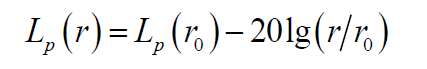 L_p(r) = L_p(r_0) − 20lg(r/r_0)